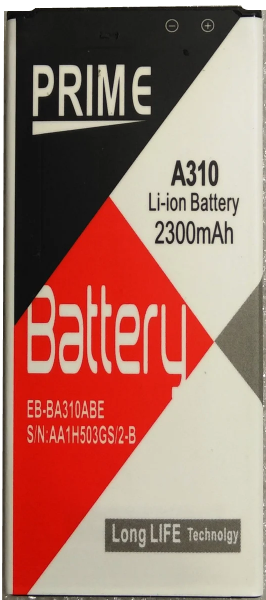 ⊖ ⊕
PRIME
A310
Li-ion Battery
2300mAh
Battery
EB-BA310ABE
S/N:AA1H503GS/2-B
Long LIFE Technolgy